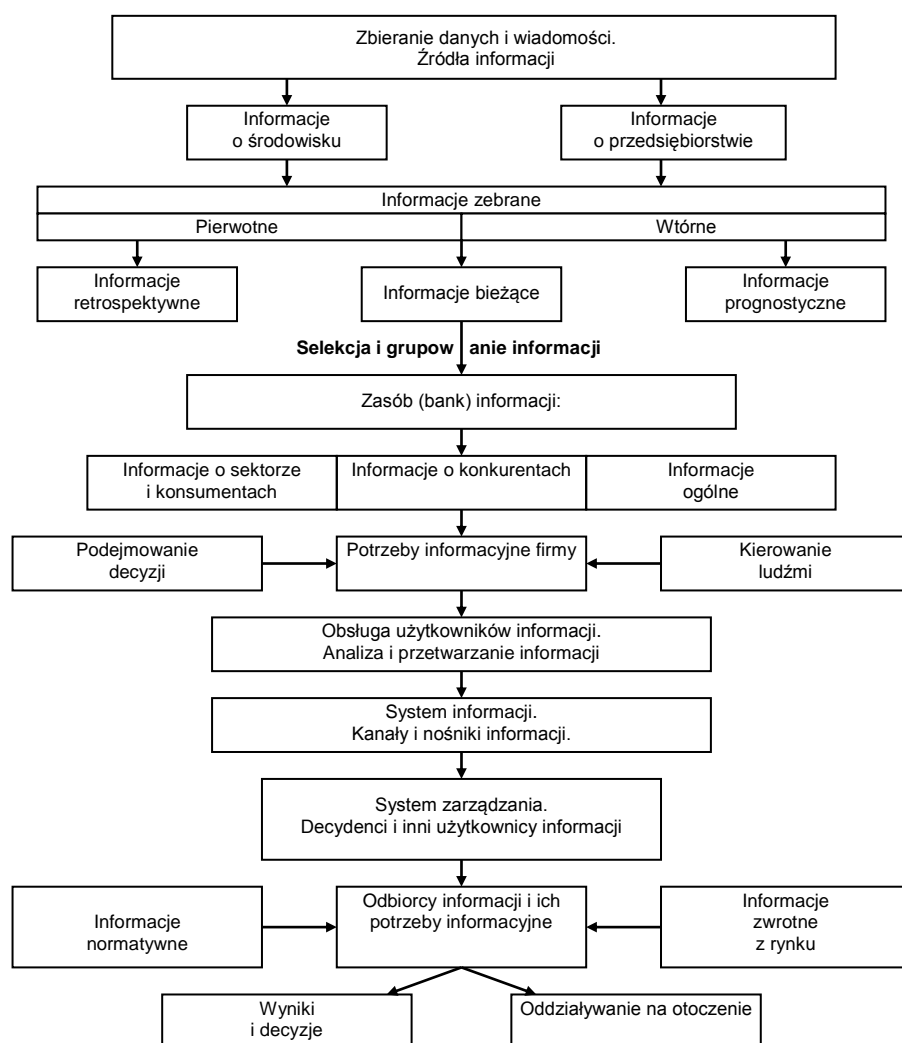 Zbieranie danych i wiadomości.
Źródła informacji
Informacje
o środowisku
Informacje
o przedsiębiorstwie
Informacje zebrane
Pierwotne
Wtórne
Informacje
retrospektywne
Informacje bieżące
Informacje
prognostyczne
Selekcja i grupow anie informacji
Zasób (bank) informacji:
Informacje o sektorze
i konsumentach
Informacje o konkurentach
Informacje
ogólne
Podejmowanie
decyzji
Potrzeby informacyjne firmy
Kierowanie
ludźmi
Obsługa użytkowników informacji.
Analiza i przetwarzanie informacji
System informacji.
Kanały i nośniki informacji.
System zarządzania.
Decydenci i inni użytkownicy informacji
Informacje
normatywne
Odbiorcy informacji i ich
potrzeby informacyjne
Informacje
zwrotne
z rynku
Wyniki
i decyzje
Oddziaływanie na otoczenie